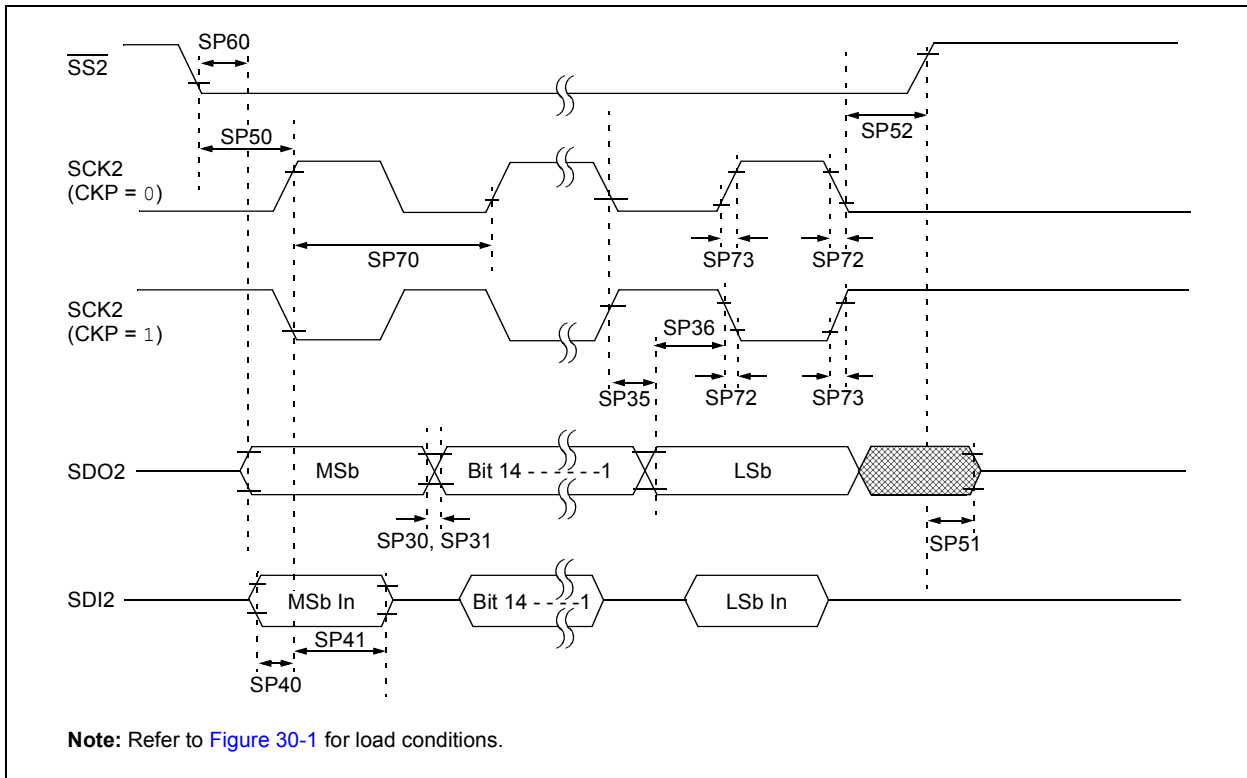 SP60
SS2
SP50
SP52
SCK2
(CKP = 0)
SP70
SP73
SP72
SCK2
(CKP = 1)
SP36
SP35
SP72
SP73
SDO2
MSb
Bit 14 - - - - - -1
LSb
SP30, SP31
SP51
SDI2
MSb In
Bit 14 - - - -1
LSb In
SP41
SP40
Note: Refer to Figure 30-1 for load conditions.